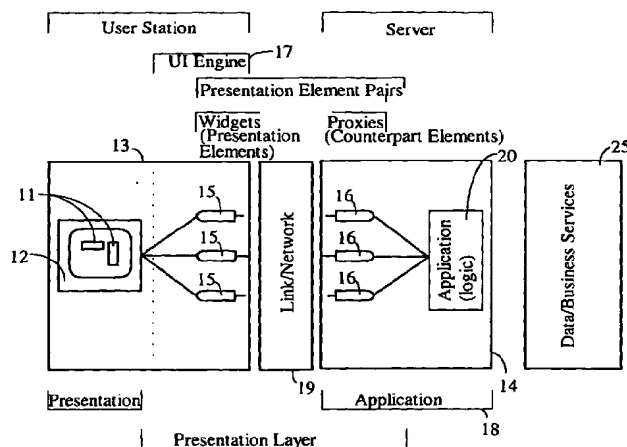 User Station
Server
UI Engine
17
Presentation Element Pairs
Widgets
(Presentation
Elements)
Proxies
(Counterpart Elements)
13
20
25
11
12
15
15
15
16
16
16
Link/Network
Application
(logic)
Data/Business Services
19
14
Presentation
Application
18
Presentation Layer